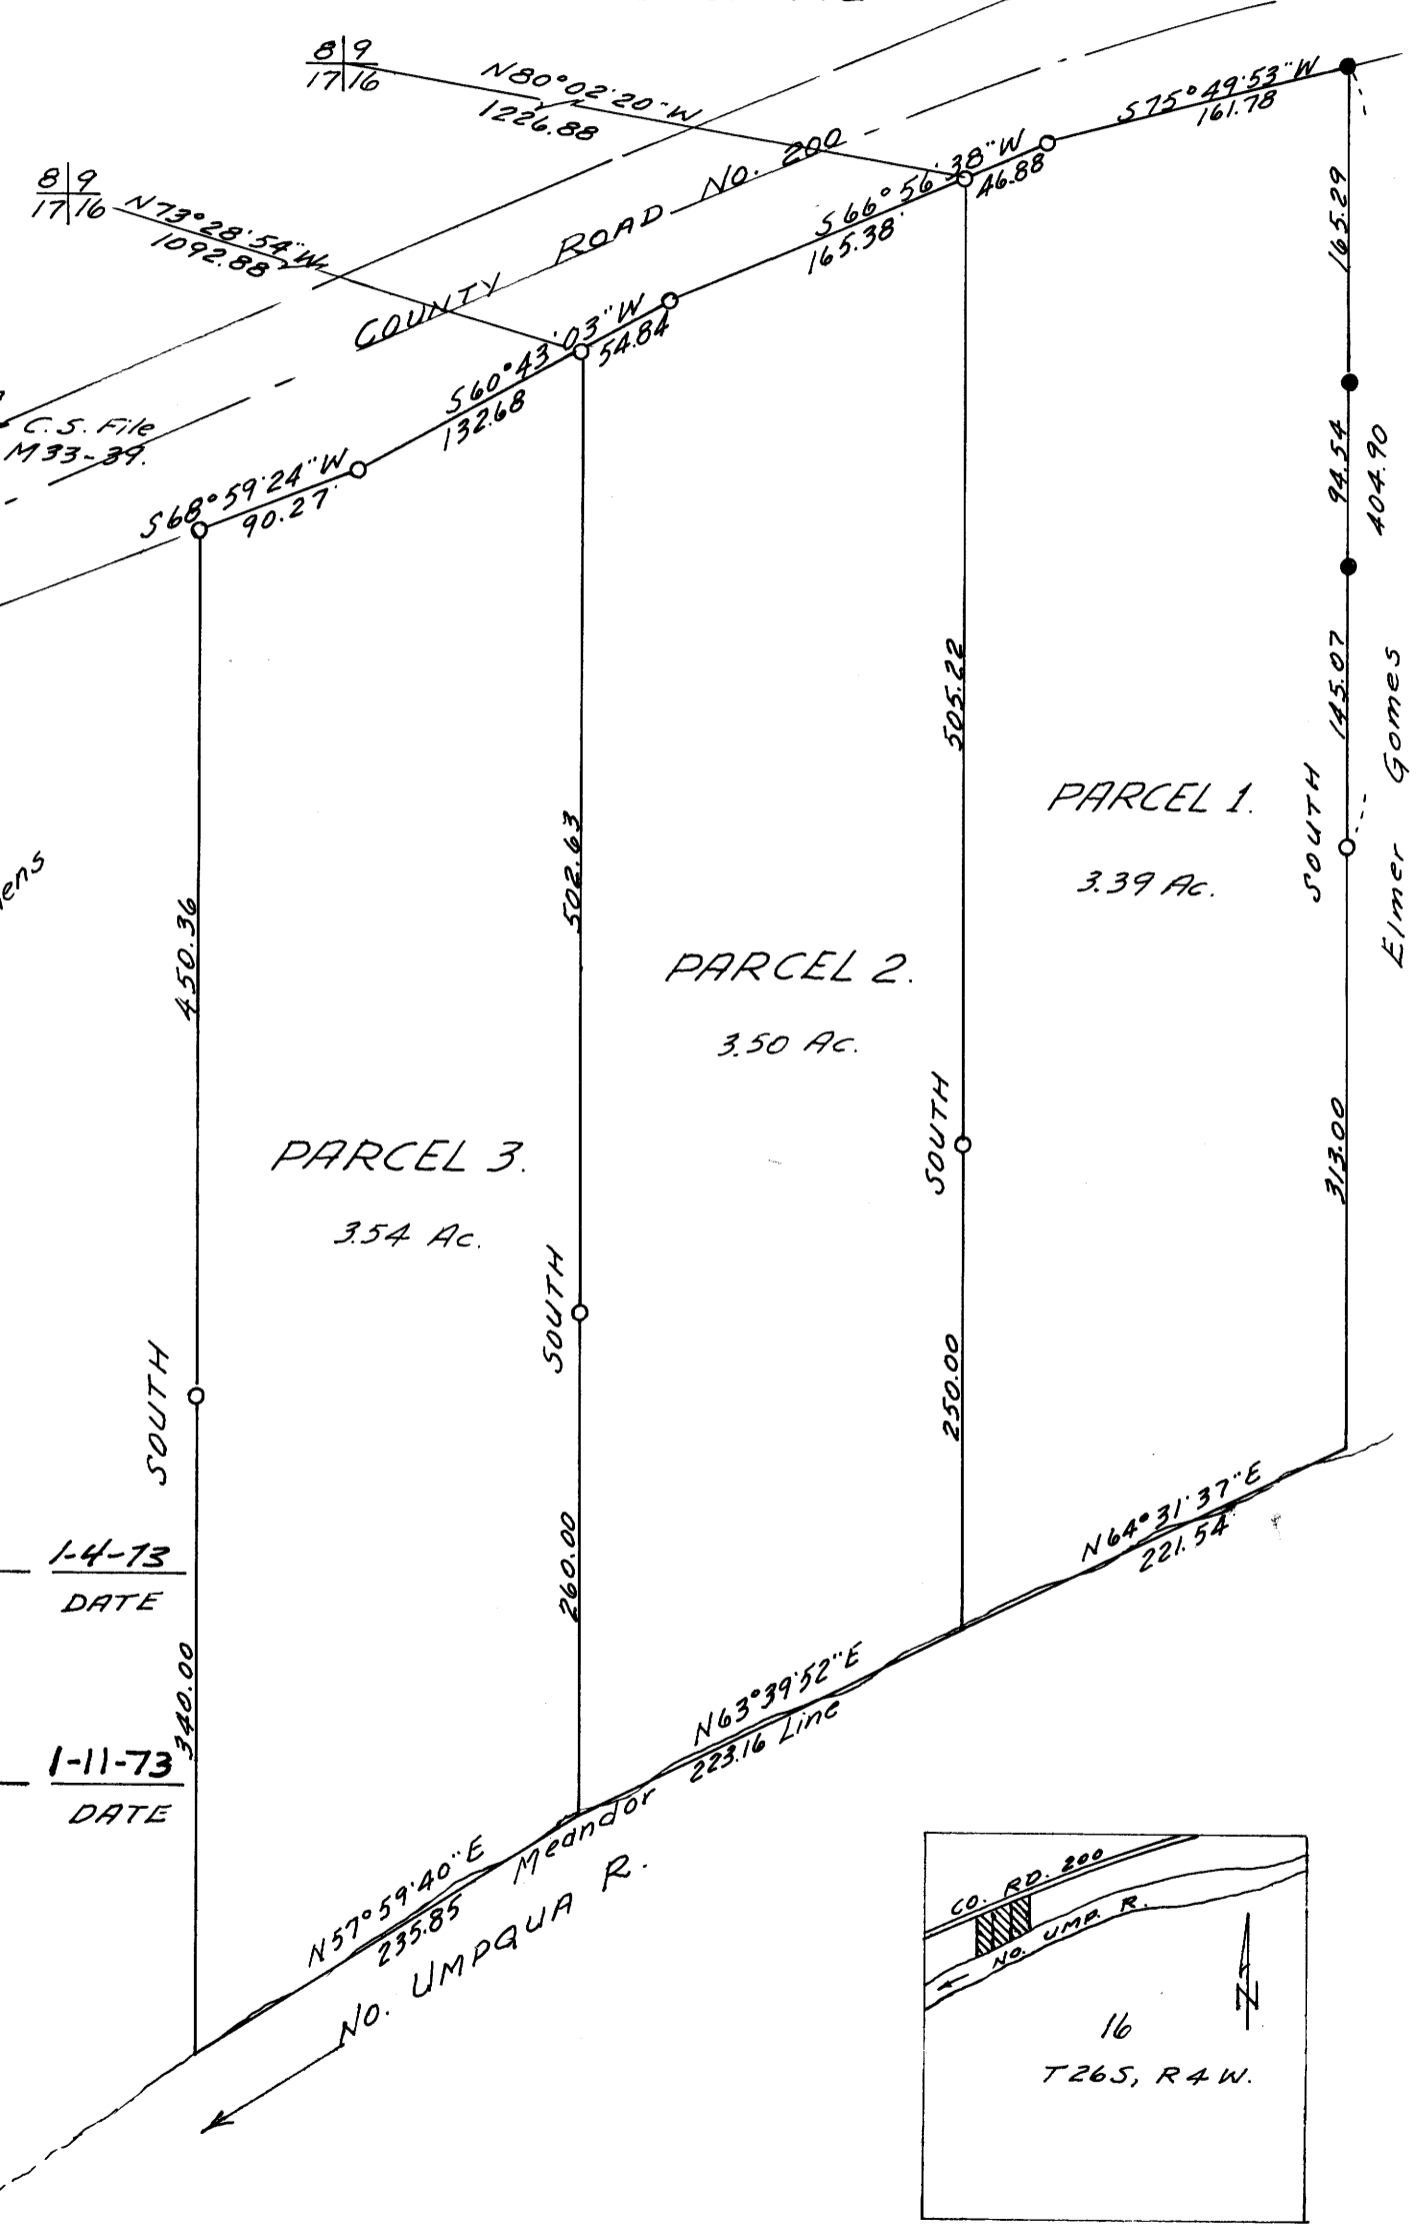 8 9
17 16
N80°02'20"W
1226.88
8 9
17 16
N73°28'54"W
1092.88
COUNTY ROAD NO. 200
S75°49'53"W
161.78
S66°56'38"W
165.38'
46.88
S60°43'03"W
132.68
54.84
S68°59'24"W
90.27'
C.S. File
M33-39.
165.29
94.54
404.90
145.07
SOUTH
313.00
Elmer Gomes
505.22
SOUTH
250.00
502.63
SOUTH
260.00
450.36
SOUTH
340.00
PARCEL 1.
3.39 Ac.
PARCEL 2.
3.50 Ac.
PARCEL 3.
3.54 Ac.
1-4-73
DATE
1-11-73
DATE
N64°31'37"E
221.54
N63°39'52"E
223.16
N57°59'40"E
235.85
Meandor Line
NO. UMPQUA R.
CO. RD. 200
NO. UMP. R.
N
16
T26S, R4W.